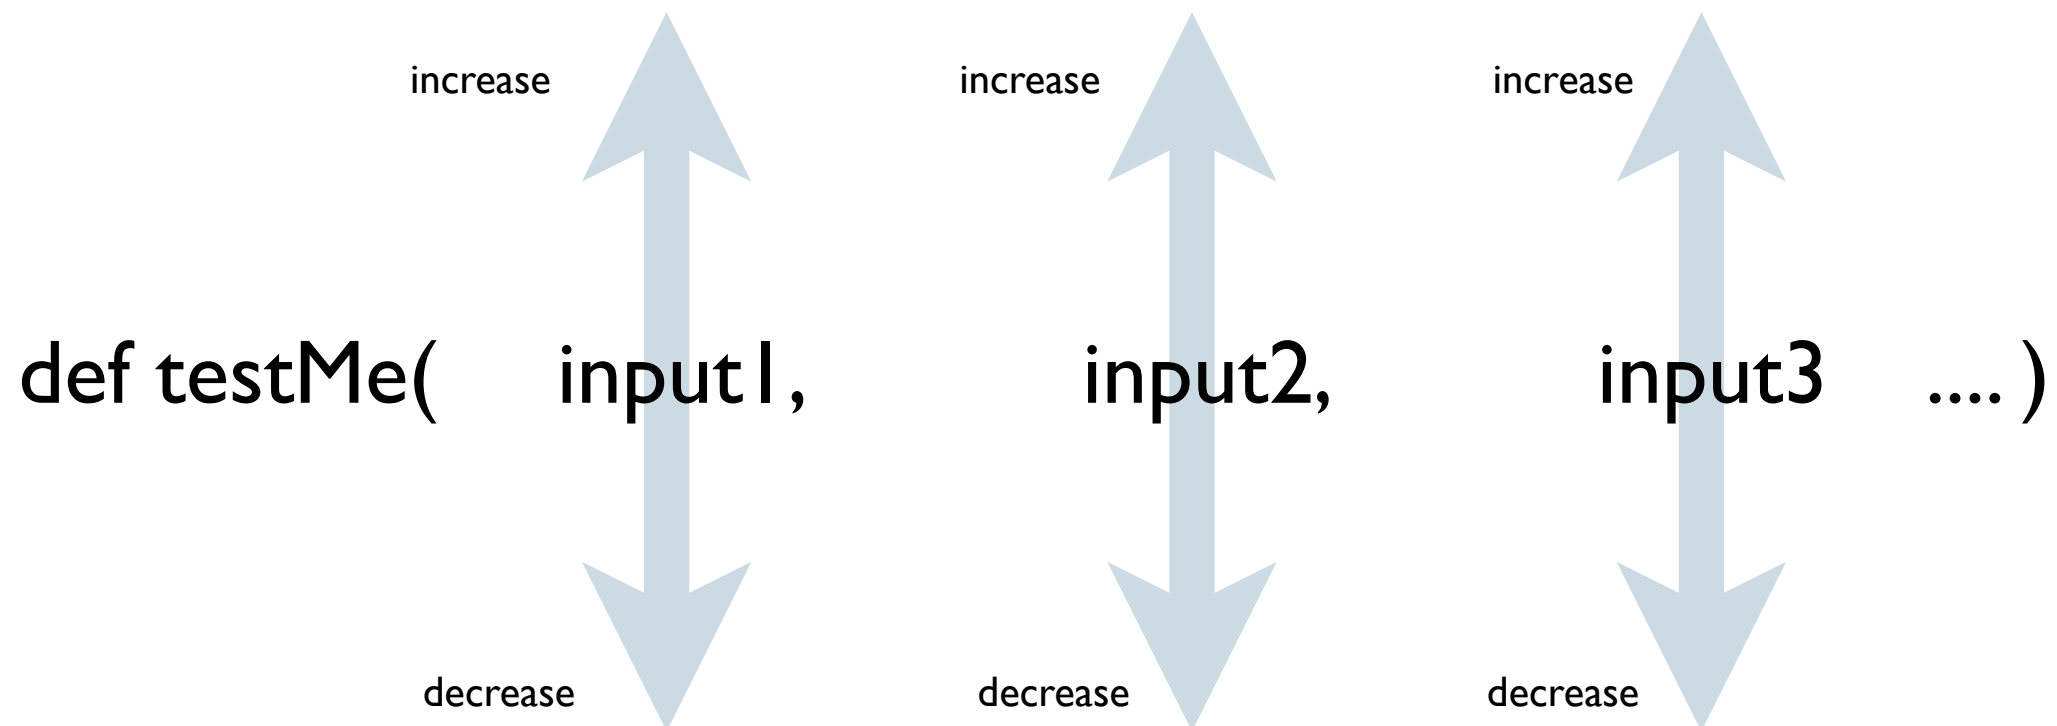 increase increase increase
def testMe( input1, input2, input3 .... )
decrease decrease decrease